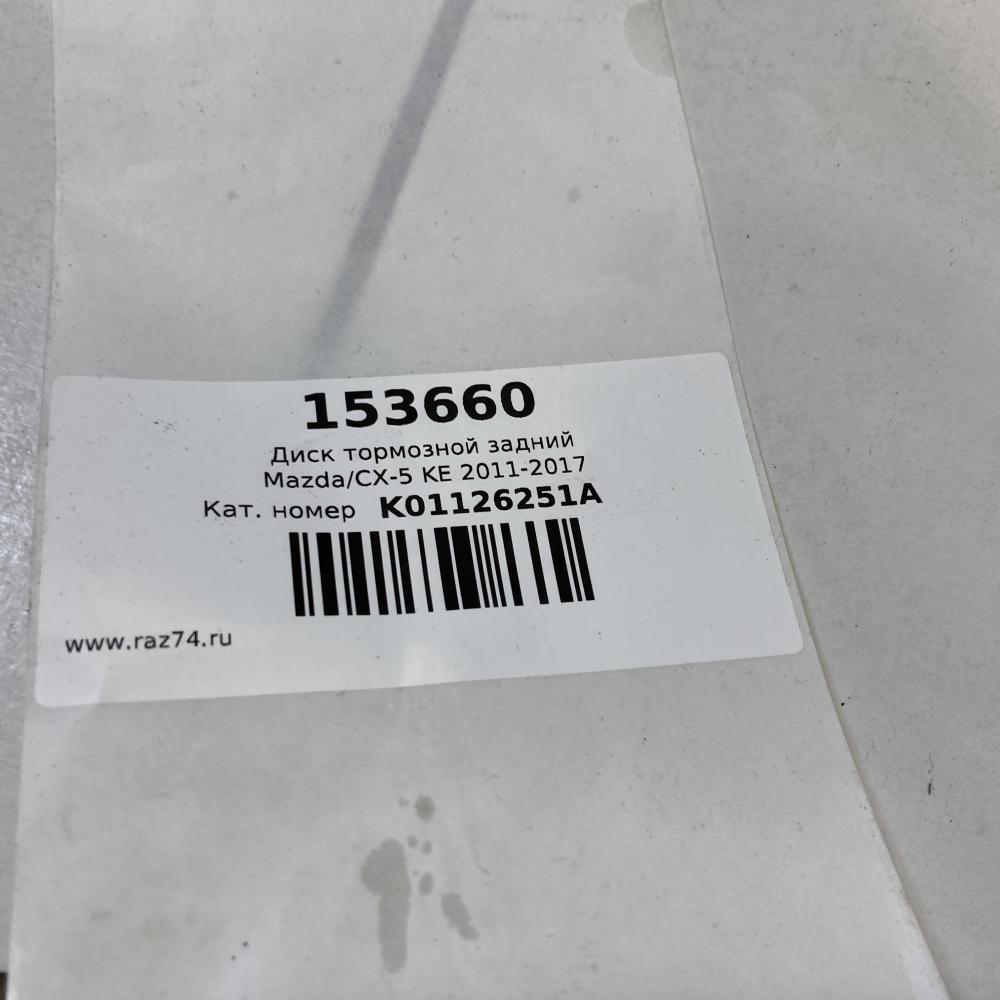 153660
Диск тормозной задний
Mazda/CX-5 KE 2011-2017
Кат. номер K01126251A
www.raz74.ru